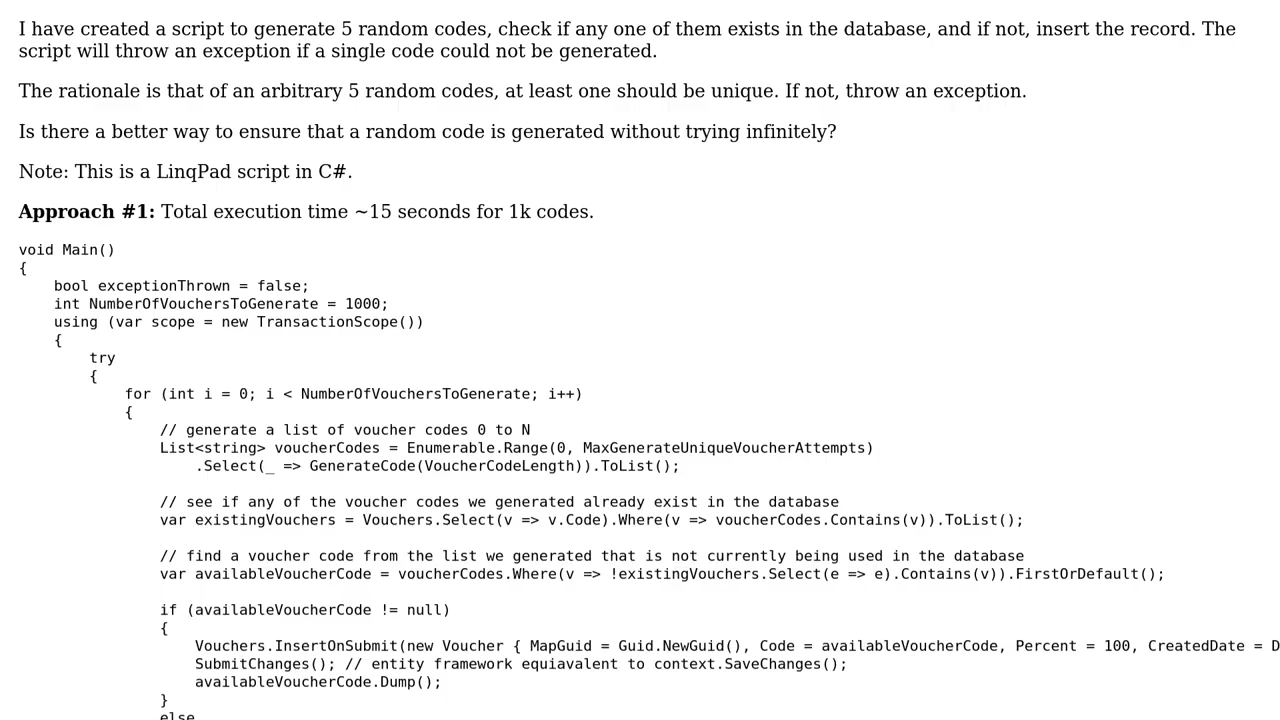 I have created a script to generate 5 random codes, check if any one of them exists in the database, and if not, insert the record. The
script will throw an exception if a single code could not be generated.
The rationale is that of an arbitrary 5 random codes, at least one should be unique. If not, throw an exception.
Is there a better way to ensure that a random code is generated without trying infinitely?
Note: This is a LinqPad script in C#.
Approach #1: Total execution time ~15 seconds for 1k codes.
void Main()
{
    bool exceptionThrown = false;
    int NumberOfVouchersToGenerate = 1000;
    using (var scope = new TransactionScope())
    {
        try
        {
            for (int i = 0; i < NumberOfVouchersToGenerate; i++)
            {
                // generate a list of voucher codes 0 to N
                List<string> voucherCodes = Enumerable.Range(0, MaxGenerateUniqueVoucherAttempts)
                    .Select(_ => GenerateCode(VoucherCodeLength)).ToList();
                // see if any of the voucher codes we generated already exist in the database
                var existingVouchers = Vouchers.Select(v => v.Code).Where(v => voucherCodes.Contains(v)).ToList();
                // find a voucher code from the list we generated that is not currently being used in the database
                var availableVoucherCode = voucherCodes.Where(v => !existingVouchers.Select(e => e).Contains(v)).FirstOrDefault();
                if (availableVoucherCode != null)
                {
                    Vouchers.InsertOnSubmit(new Voucher { MapGuid = Guid.NewGuid(), Code = availableVoucherCode, Percent = 100, CreatedDate = D
                    SubmitChanges(); // entity framework equiavalent to context.SaveChanges();
                    availableVoucherCode.Dump();
                }
                else